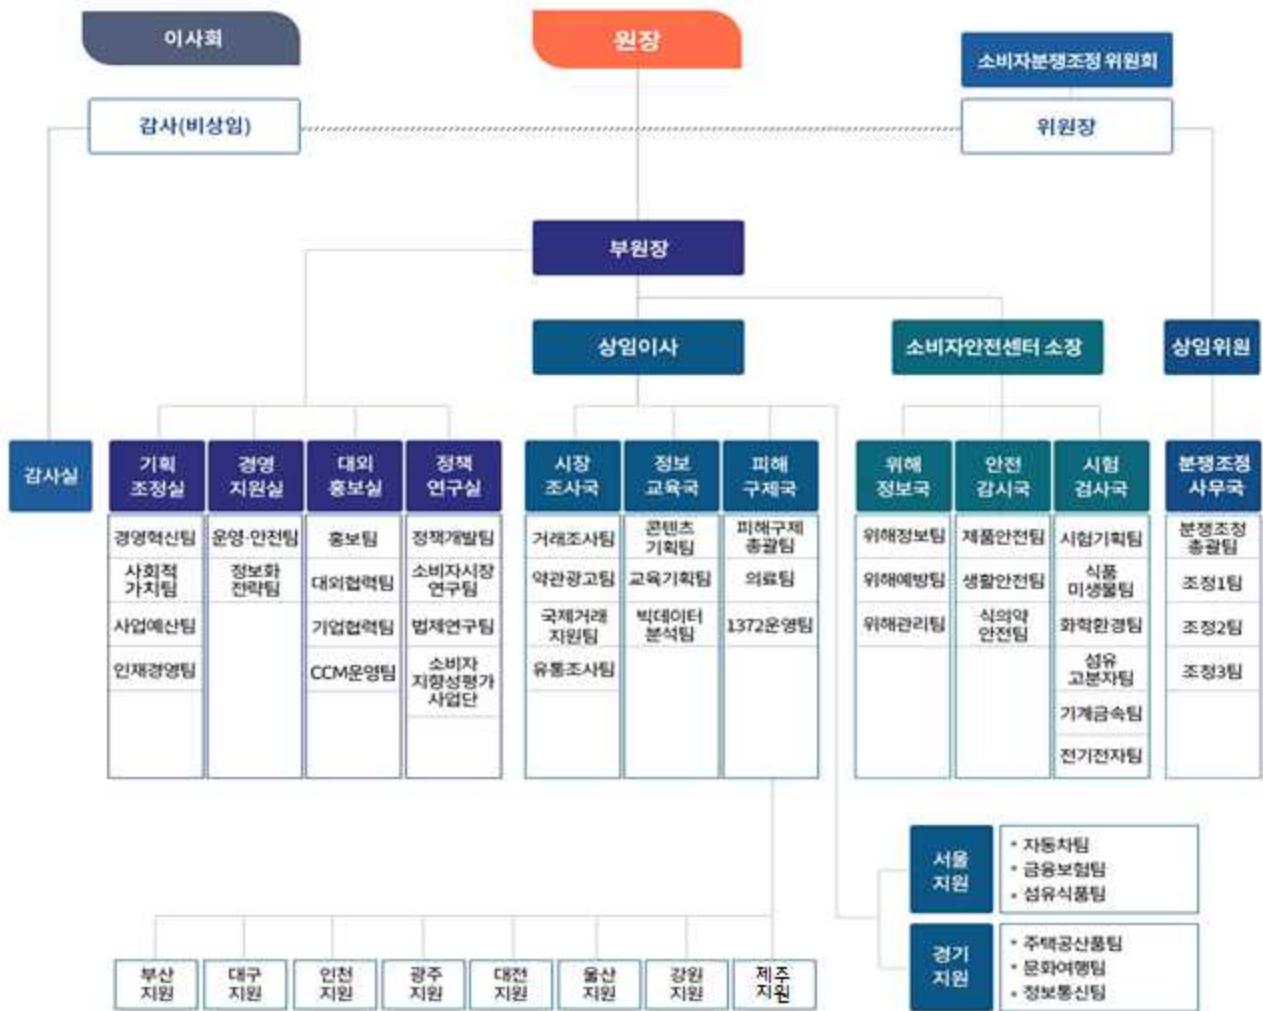 이사회
원장
소비자분쟁조정 위원회
감사(비상임)
위원장
부원장
상임이사
소비자안전센터 소장
상임위원
감사실
기획
조정실
경영혁신팀
사회적
가치팀
사업예산팀
인재경영팀
경영
지원실
운영·안전팀
정보화
전략팀
대외
홍보실
홍보팀
대외협력팀
기업협력팀
CCM운영팀
정책
연구실
정책개발팀
소비자시장
연구팀
법제연구팀
소비자
지향성평가
사업단
시장
조사국
거래조사팀
약관광고팀
국제거래
지원팀
유통조사팀
정보
교육국
콘텐츠
기획팀
교육기획팀
빅데이터
분석팀
피해
구제국
피해구제
총괄팀
의료팀
1372운영팀
위해
정보국
위해정보팀
위해예방팀
위해관리팀
안전
감시국
제품안전팀
생활안전팀
식의약
안전팀
시험
검사국
시험기획팀
식품
미생물팀
화학환경팀
섬유
고분자팀
기계금속팀
전기전자팀
분쟁조정
사무국
분쟁조정
총괄팀
조정1팀
조정2팀
조정3팀
서울
지원
• 자동차팀
• 금융보험팀
• 섬유식품팀
경기
지원
• 주택공산품팀
• 문화여행팀
• 정보통신팀
부산
지원
대구
지원
인천
지원
광주
지원
대전
지원
울산
지원
강원
지원
제주
지원